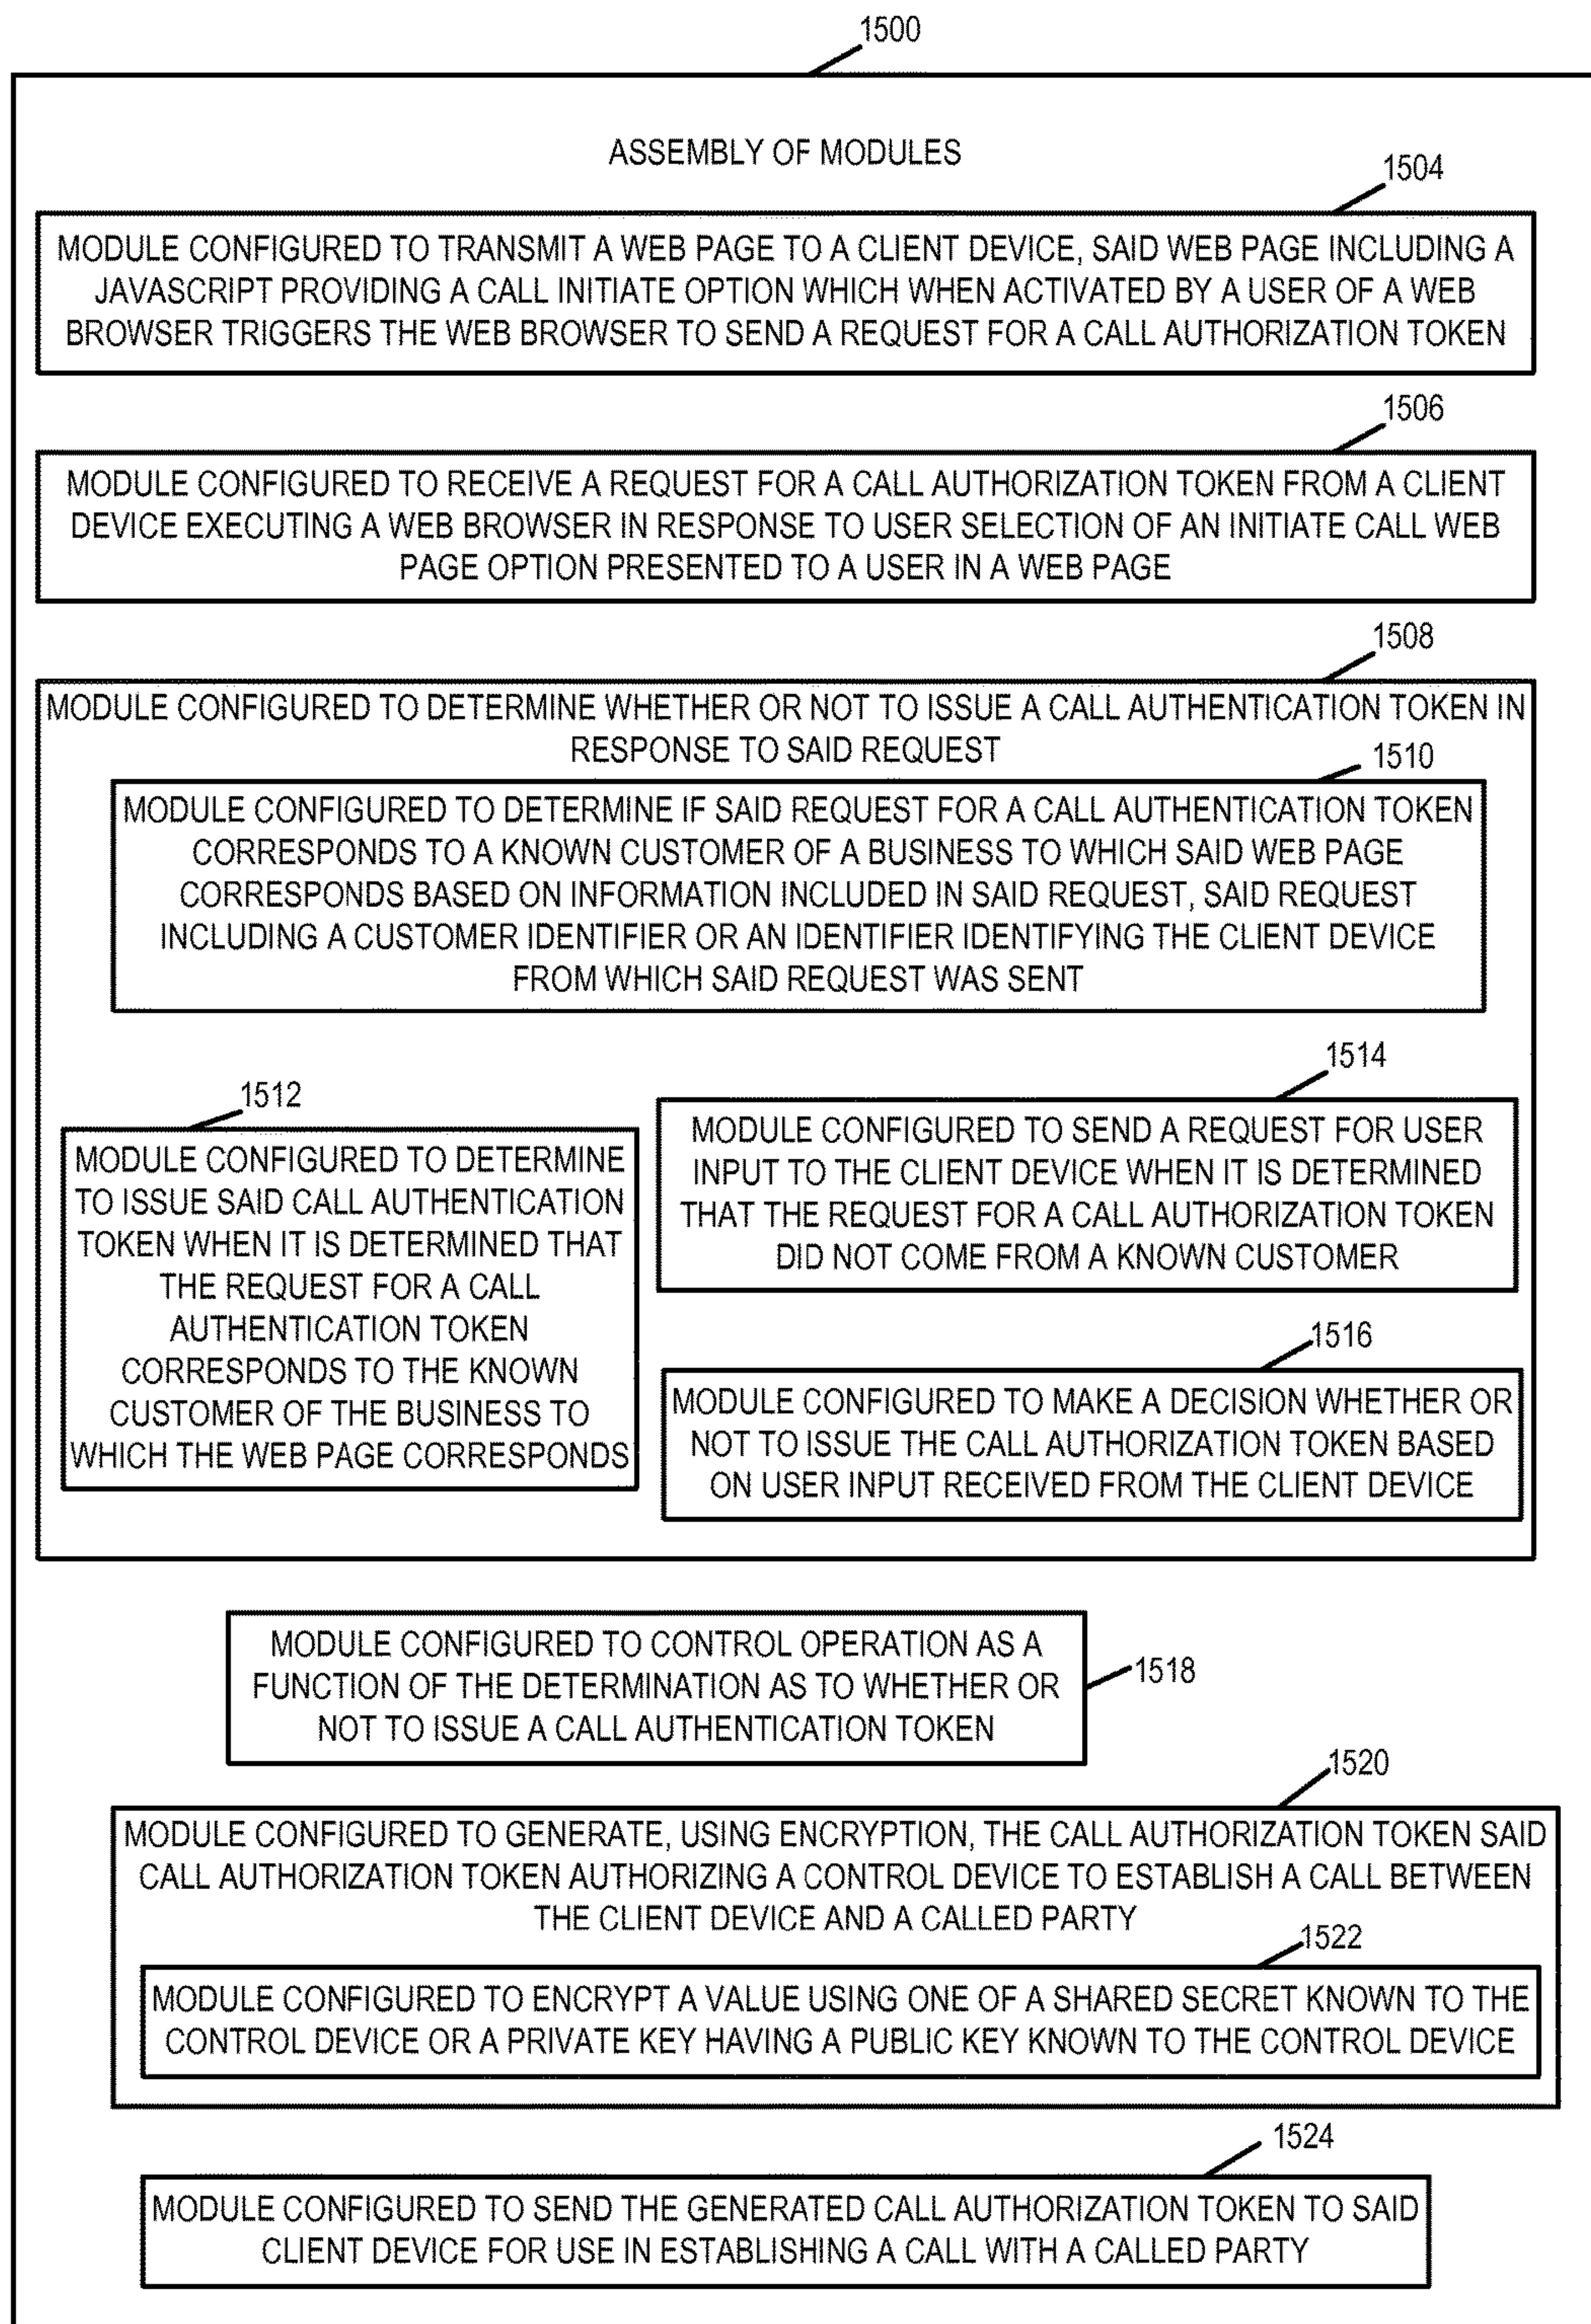 1500
ASSEMBLY OF MODULES
1504
MODULE CONFIGURED TO TRANSMIT A WEB PAGE TO A CLIENT DEVICE, SAID WEB PAGE INCLUDING A
JAVASCRIPT PROVIDING A CALL INITIATE OPTION WHICH WHEN ACTIVATED BY A USER OF A WEB
BROWSER TRIGGERS THE WEB BROWSER TO SEND A REQUEST FOR A CALL AUTHORIZATION TOKEN
1506
MODULE CONFIGURED TO RECEIVE A REQUEST FOR A CALL AUTHORIZATION TOKEN FROM A CLIENT
DEVICE EXECUTING A WEB BROWSER IN RESPONSE TO USER SELECTION OF AN INITIATE CALL WEB
PAGE OPTION PRESENTED TO A USER IN A WEB PAGE
1508
MODULE CONFIGURED TO DETERMINE WHETHER OR NOT TO ISSUE A CALL AUTHENTICATION TOKEN IN
RESPONSE TO SAID REQUEST
1510
MODULE CONFIGURED TO DETERMINE IF SAID REQUEST FOR A CALL AUTHENTICATION TOKEN
CORRESPONDS TO A KNOWN CUSTOMER OF A BUSINESS TO WHICH SAID WEB PAGE
CORRESPONDS BASED ON INFORMATION INCLUDED IN SAID REQUEST, SAID REQUEST
INCLUDING A CUSTOMER IDENTIFIER OR AN IDENTIFIER IDENTIFYING THE CLIENT DEVICE
FROM WHICH SAID REQUEST WAS SENT
1512
MODULE CONFIGURED TO DETERMINE
TO ISSUE SAID CALL AUTHENTICATION
TOKEN WHEN IT IS DETERMINED THAT
THE REQUEST FOR A CALL
AUTHENTICATION TOKEN
CORRESPONDS TO THE KNOWN
CUSTOMER OF THE BUSINESS TO
WHICH THE WEB PAGE CORRESPONDS
1514
MODULE CONFIGURED TO SEND A REQUEST FOR USER
INPUT TO THE CLIENT DEVICE WHEN IT IS DETERMINED
THAT THE REQUEST FOR A CALL AUTHORIZATION TOKEN
DID NOT COME FROM A KNOWN CUSTOMER
1516
MODULE CONFIGURED TO MAKE A DECISION WHETHER OR
NOT TO ISSUE THE CALL AUTHORIZATION TOKEN BASED
ON USER INPUT RECEIVED FROM THE CLIENT DEVICE
MODULE CONFIGURED TO CONTROL OPERATION AS A
FUNCTION OF THE DETERMINATION AS TO WHETHER OR
NOT TO ISSUE A CALL AUTHENTICATION TOKEN
1518
1520
MODULE CONFIGURED TO GENERATE, USING ENCRYPTION, THE CALL AUTHORIZATION TOKEN SAID
CALL AUTHORIZATION TOKEN AUTHORIZING A CONTROL DEVICE TO ESTABLISH A CALL BETWEEN
THE CLIENT DEVICE AND A CALLED PARTY
1522
MODULE CONFIGURED TO ENCRYPT A VALUE USING ONE OF A SHARED SECRET KNOWN TO THE
CONTROL DEVICE OR A PRIVATE KEY HAVING A PUBLIC KEY KNOWN TO THE CONTROL DEVICE
1524
MODULE CONFIGURED TO SEND THE GENERATED CALL AUTHORIZATION TOKEN TO SAID
CLIENT DEVICE FOR USE IN ESTABLISHING A CALL WITH A CALLED PARTY